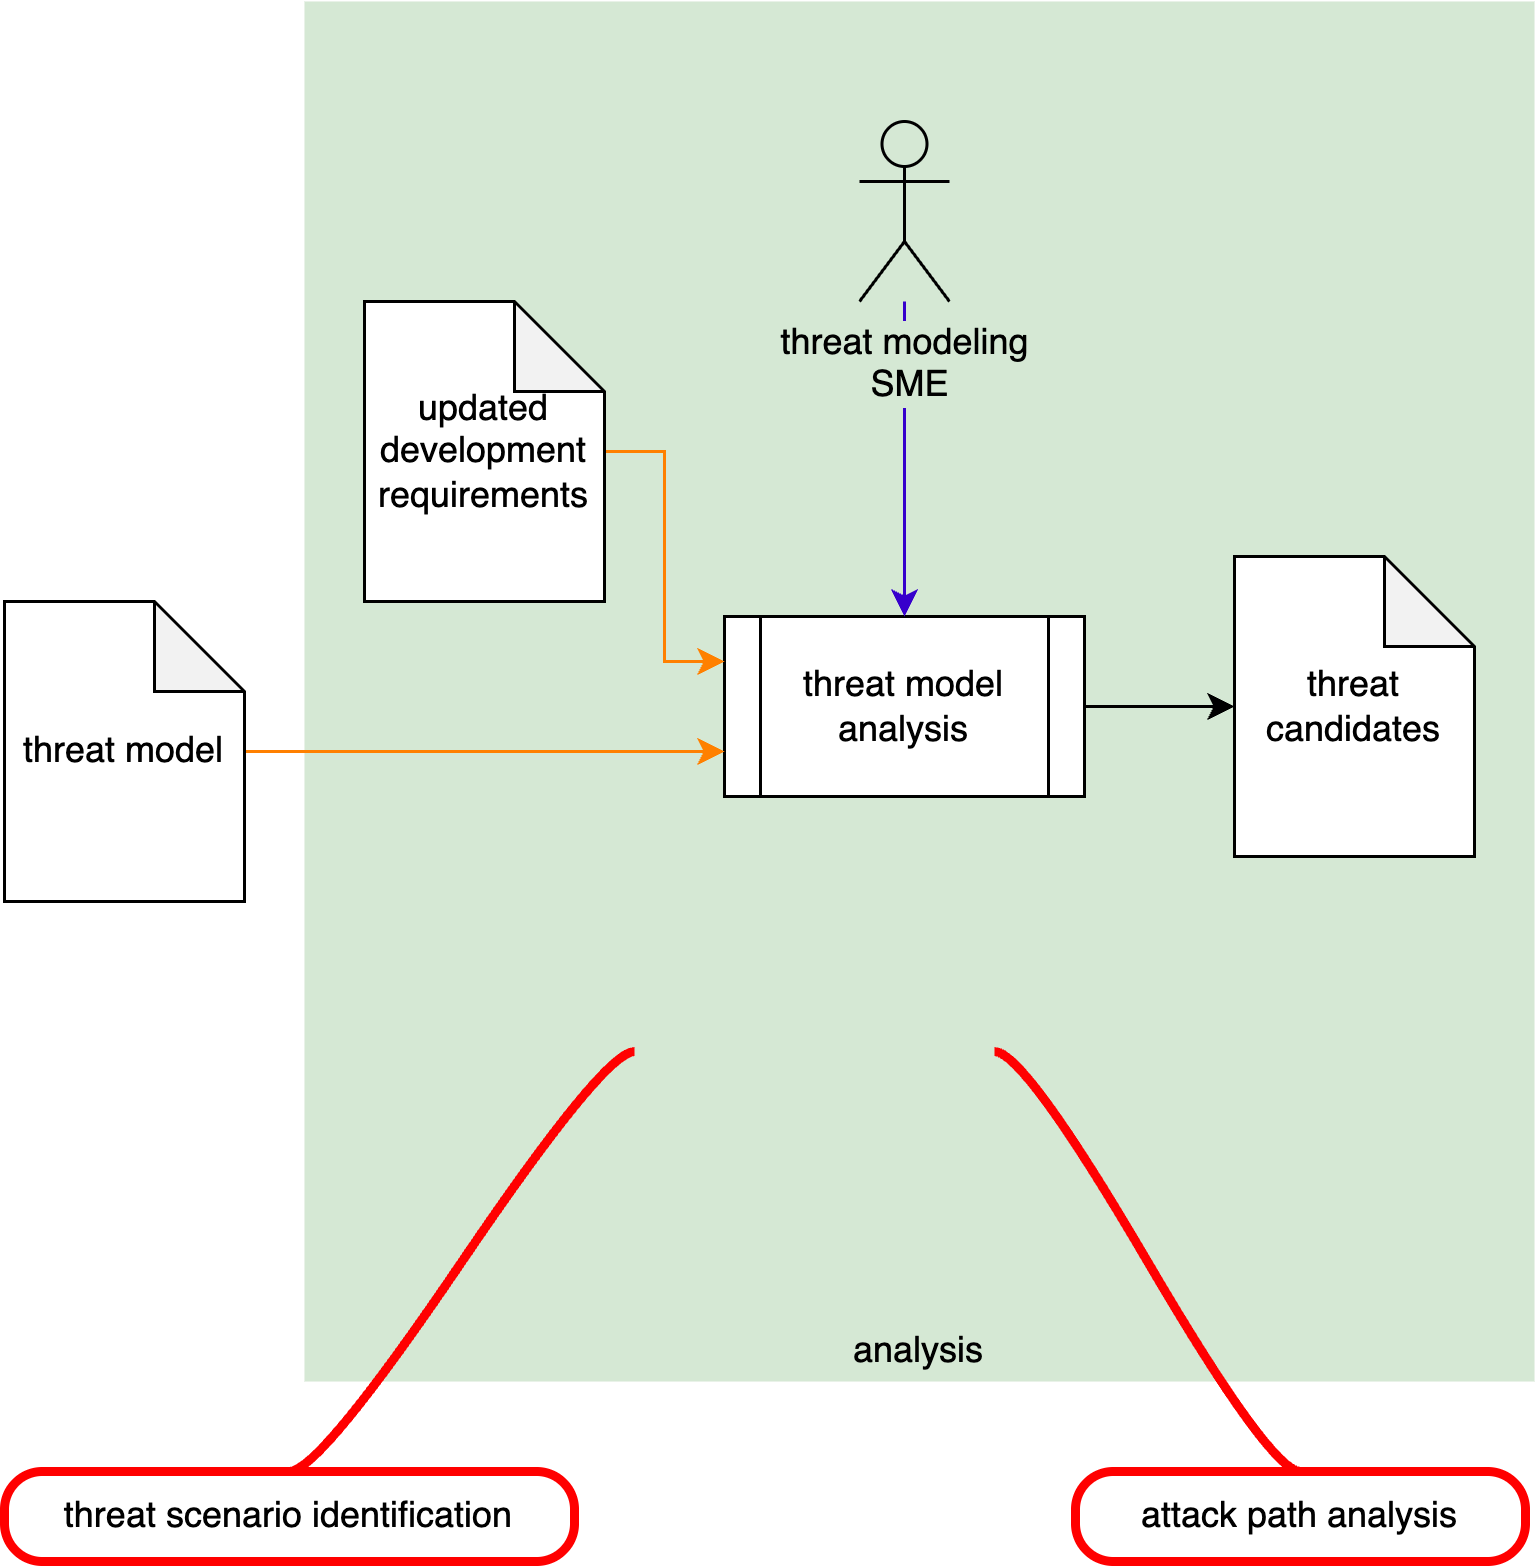 threat modeling
SME
updated
development
requirements
threat model
threat model
analysis
threat
candidates
analysis
threat scenario identification
attack path analysis